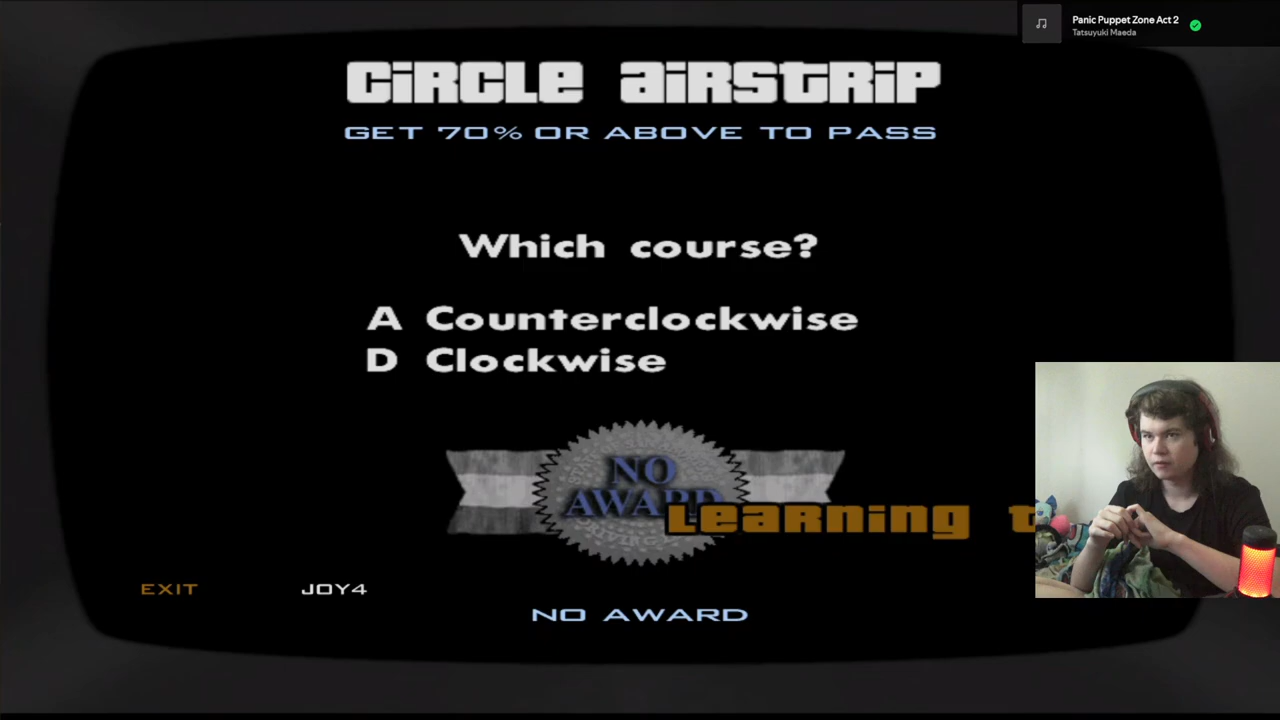 Panic Puppet Zone Act 2
Tatsuyuki Maeda
CIRCLE AIRSTRIP
GET 70% OR ABOVE TO PASS
Which course?
A Counterclockwise
D Clockwise
NO
AWARD
Learning t
EXIT JOY4
NO AWARD